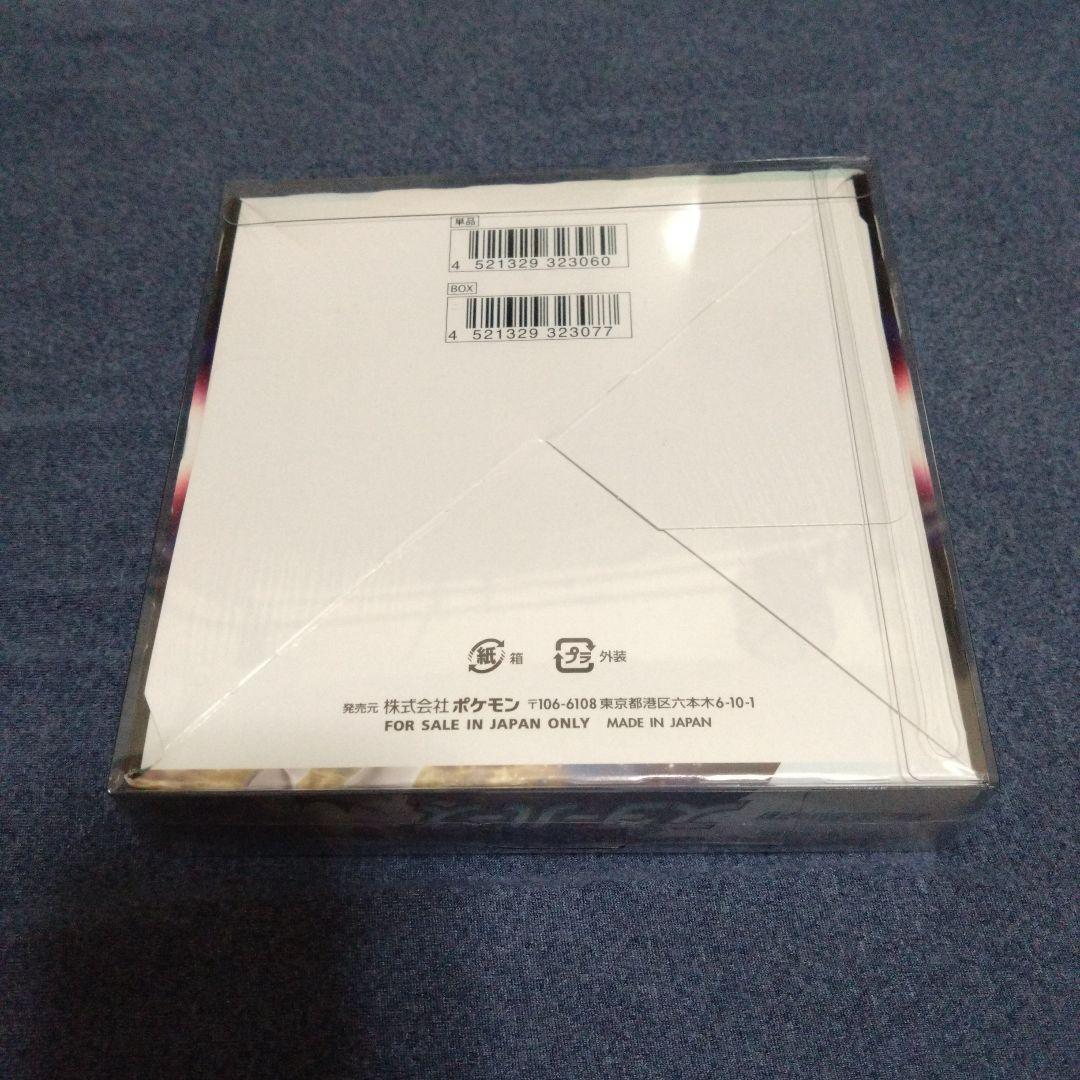 単品
4 521329 323060
BOX
4 521329 323077
紙 箱 プラ 外装
発売元 株式会社ポケモン 〒106-6108 東京都港区六本木6-10-1
FOR SALE IN JAPAN ONLY MADE IN JAPAN